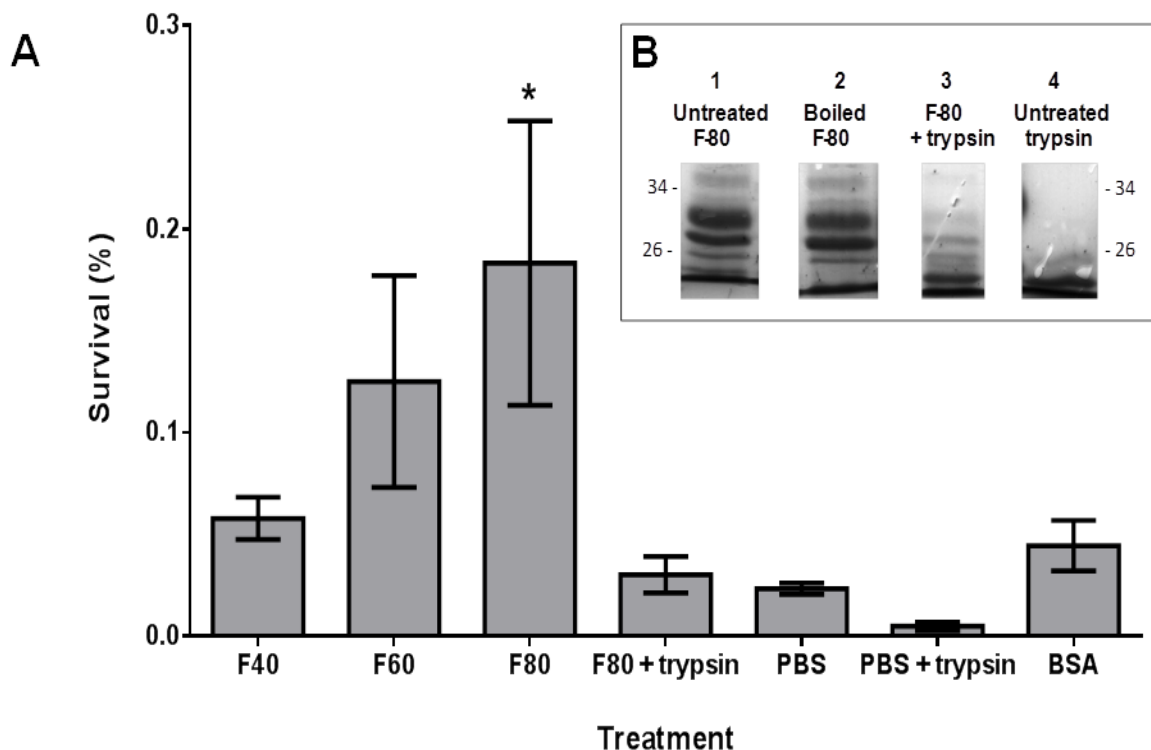 A
0.3
0.2
0.1
0.0
Survival (%)
*
F40 F60 F80 F80 + trypsin PBS PBS + trypsin BSA
Treatment
B
1 2 3 4
Untreated Boiled F-80 Untreated
F-80 F-80 + trypsin trypsin
34 - - 34
26 - - 26